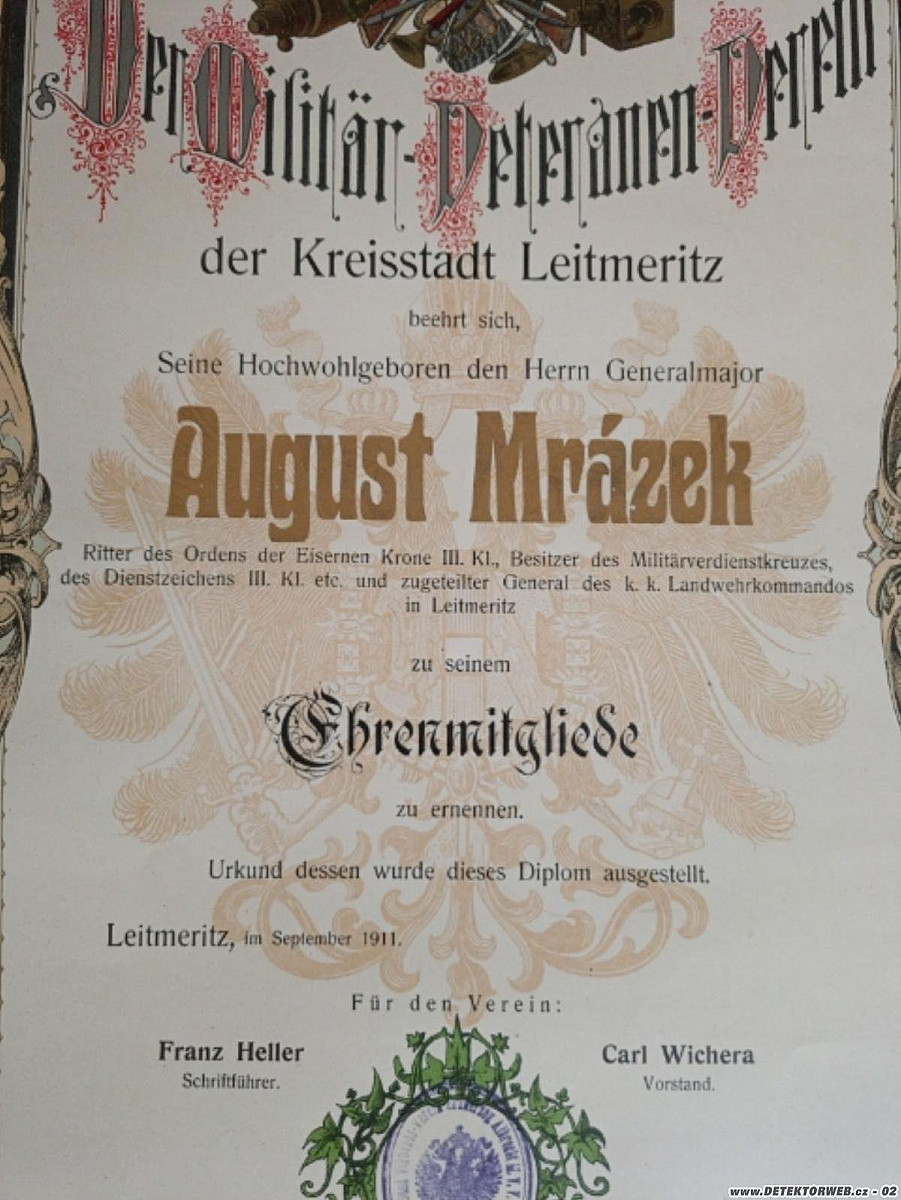 Der Militär-Veteranen-Verein
der Kreisstadt Leitmeritz
beehrt sich,
Seine Hochwohlgeboren den Herrn Generalmajor
August Mrázek
Ritter des Ordens der Eisernen Krone III. Kl., Besitzer des Militärverdienstkreuzes,
des Dienstzeichens III. Kl. etc. und zugeteilter General des k. k. Landwehrkommandos
in Leitmeritz
zu seinem
Ehrenmitgliede
zu ernennen.
Urkund dessen wurde dieses Diplom ausgestellt.
Leitmeritz, im September 1911.
Für den Verein:
Franz Heller
Schriftführer.
Carl Wichera
Vorstand.
www.DETEKTORWEB.cz - 02